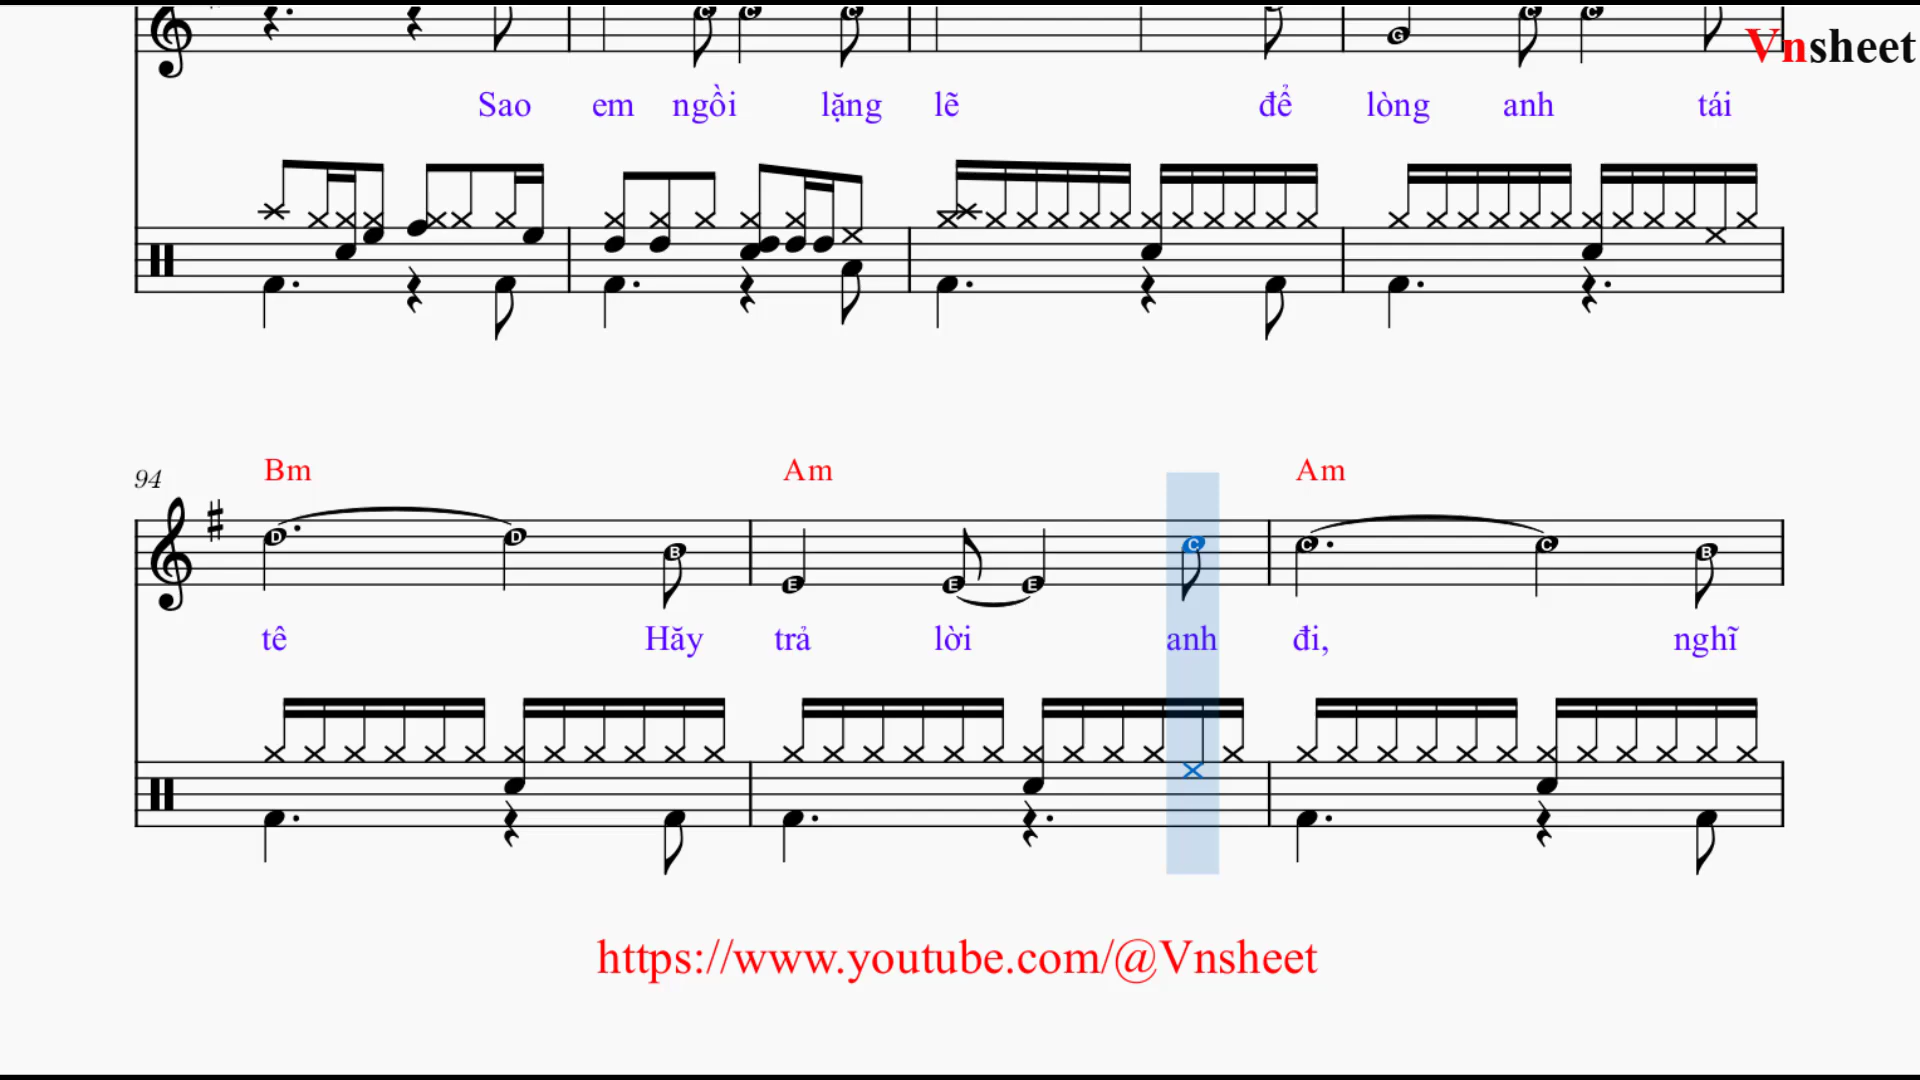 Vnsheet
Sao em ngồi lặng lẽ để lòng anh tái
94 Bm Am Am
tê Hãy trả lời anh đi, nghĩ
https://www.youtube.com/@Vnsheet